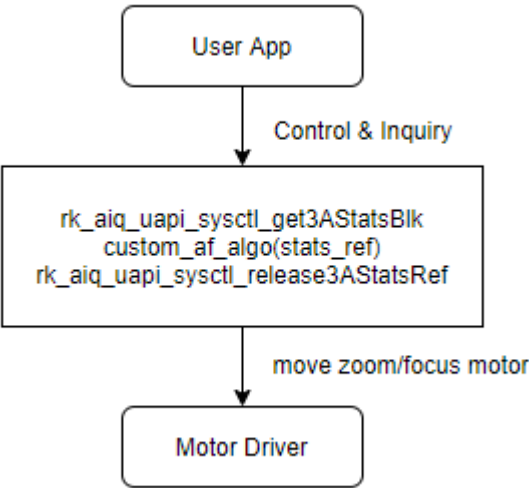 User App
Control & Inquiry
rk_aiq_uapi_sysctl_get3AStatsBlk
custom_af_algo(stats_ref)
rk_aiq_uapi_sysctl_release3AStatsRef
move zoom/focus motor
Motor Driver